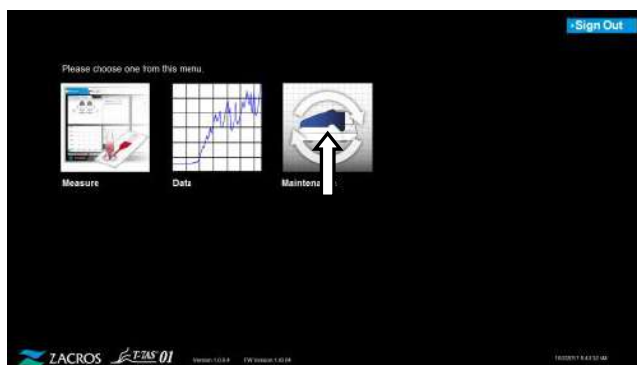 Sign Out
Please choose one from this menu.
Measure
Data
ZACROS T-TAS 01